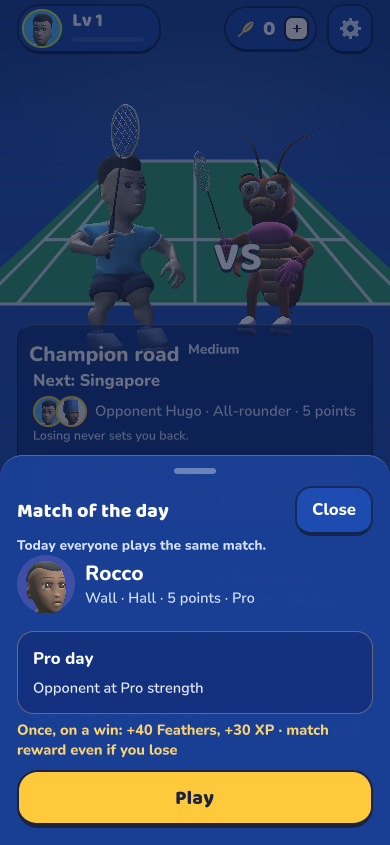 Lv 1
0 +
VS
Champion road Medium
Next: Singapore
Opponent Hugo · All-rounder · 5 points
Losing never sets you back.
Match of the day
Close
Today everyone plays the same match.
Rocco
Wall · Hall · 5 points · Pro
Pro day
Opponent at Pro strength
Once, on a win: +40 Feathers, +30 XP · match
reward even if you lose
Play